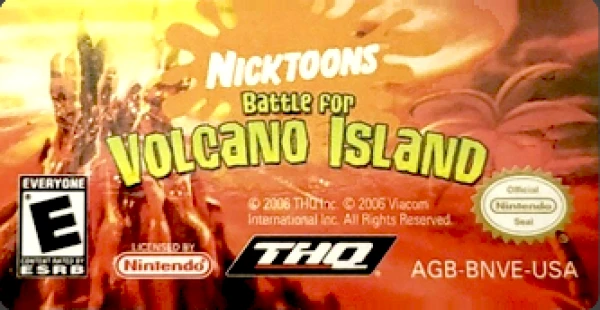 NICKTOONS
BATTLE FOR
VOLCANO ISLAND
© 2006 THQ Inc. © 2006 Viacom
International Inc. All Rights Reserved.
EVERYONE
E
CONTENT RATED BY
ESRB
LICENSED BY
Nintendo
THQ
Official
Nintendo
Seal
AGB-BNVE-USA